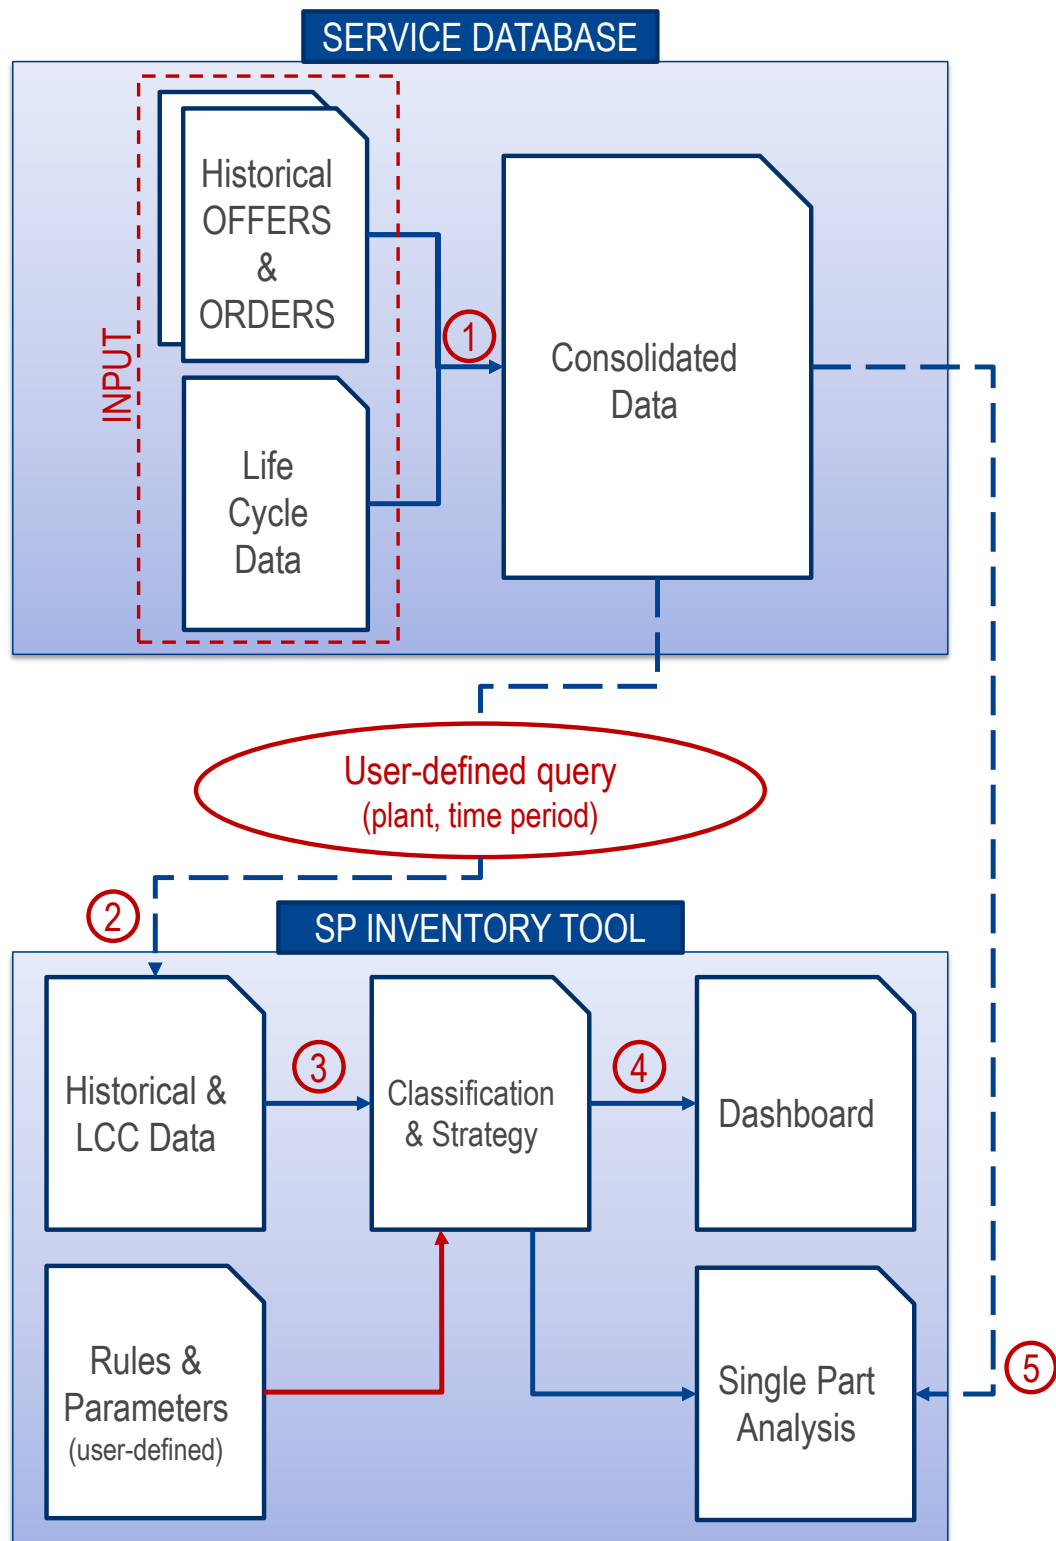 SERVICE DATABASE
INPUT
Historical
OFFERS
&
ORDERS
Life
Cycle
Data
1
Consolidated
Data
User-defined query
(plant, time period)
2
SP INVENTORY TOOL
Historical &
LCC Data
3
Classification
& Strategy
4
Dashboard
Rules &
Parameters
(user-defined)
Single Part
Analysis
5